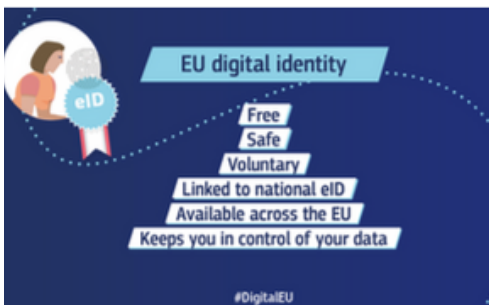 eID
EU digital identity
Free
Safe
Voluntary
Linked to national eID
Available across the EU
Keeps you in control of your data
#DigitalEU